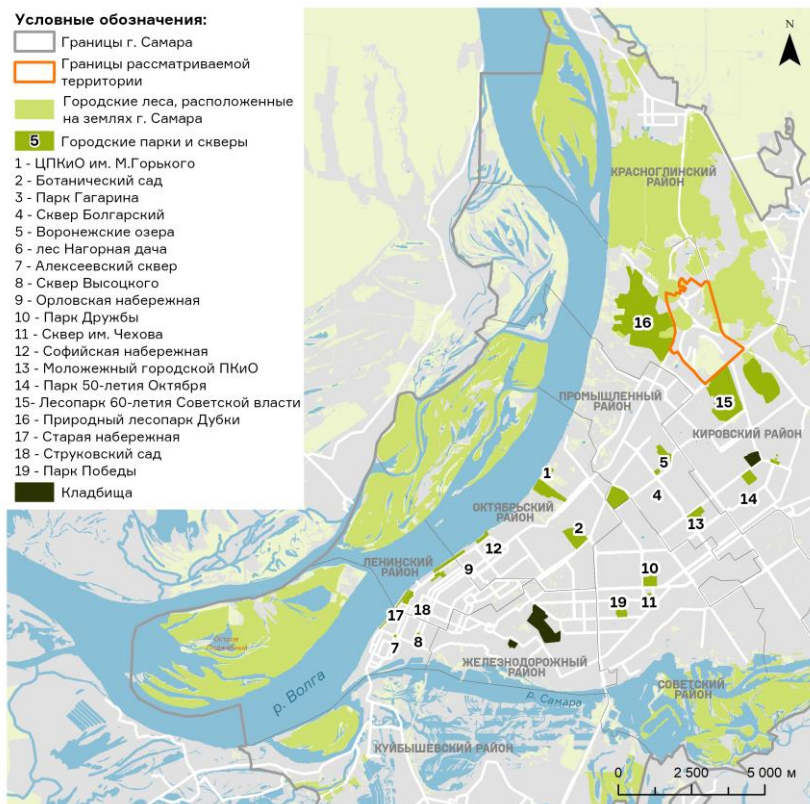 Условные обозначения:
Границы г. Самара
Границы рассматриваемой
территории
Городские леса, расположенные
на землях г. Самара
5 Городские парки и скверы
1 - ЦПКиО им. М.Горького
2 - Ботанический сад
3 - Парк Гагарина
4 - Сквер Болгарский
5 - Воронежские озера
6 - лес Нагорная дача
7 - Алексеевский сквер
8 - Сквер Высоцкого
9 - Орловская набережная
10 - Парк Дружбы
11 - Сквер им. Чехова
12 - Софийская набережная
13 - Моложежный городской ПКиО
14 - Парк 50-летия Октября
15- Лесопарк 60-летия Советской власти
16 - Природный лесопарк Дубки
17 - Старая набережная
18 - Струковский сад
19 - Парк Победы
Кладбища
N
КРАСНОГЛИНСКИЙ
РАЙОН
16
15
ПРОМЫШЛЕННЫЙ
РАЙОН
КИРОВСКИЙ РАЙОН
5
1
4
14
ОКТЯБРЬСКИЙ
РАЙОН
13
2
12
ЛЕНИНСКИЙ
РАЙОН
9
10
17
18
19
11
7
8
ЖЕЛЕЗНОДОРОЖНЫЙ
РАЙОН
Остров
р. Волга
р. Самара
СОВЕТСКИЙ
РАЙОН
КУЙБЫШЕВСКИЙ РАЙОН
0 2 500 5 000 м